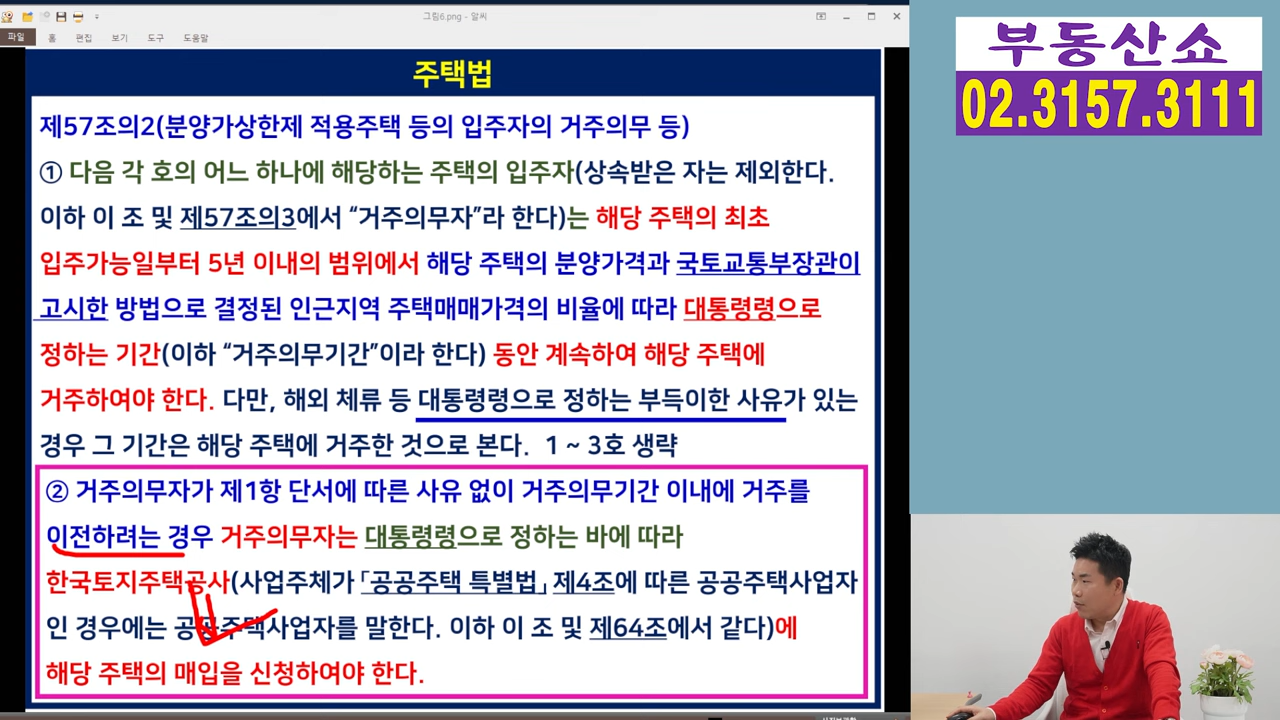 그림6.png - 알씨
파일 홈 편집 보기 도구 도움말
주택법
제57조의2(분양가상한제 적용주택 등의 입주자의 거주의무 등)
① 다음 각 호의 어느 하나에 해당하는 주택의 입주자(상속받은 자는 제외한다.
이하 이 조 및 제57조의3에서 “거주의무자”라 한다)는 해당 주택의 최초
입주가능일부터 5년 이내의 범위에서 해당 주택의 분양가격과 국토교통부장관이
고시한 방법으로 결정된 인근지역 주택매매가격의 비율에 따라 대통령령으로
정하는 기간(이하 “거주의무기간”이라 한다) 동안 계속하여 해당 주택에
거주하여야 한다. 다만, 해외 체류 등 대통령령으로 정하는 부득이한 사유가 있는
경우 그 기간은 해당 주택에 거주한 것으로 본다. 1 ~ 3호 생략
② 거주의무자가 제1항 단서에 따른 사유 없이 거주의무기간 이내에 거주를
이전하려는 경우 거주의무자는 대통령령으로 정하는 바에 따라
한국토지주택공사(사업주체가 「공공주택 특별법」 제4조에 따른 공공주택사업자
인 경우에는 공공주택사업자를 말한다. 이하 이 조 및 제64조에서 같다)에
해당 주택의 매입을 신청하여야 한다.
부동산쇼
02.3157.3111